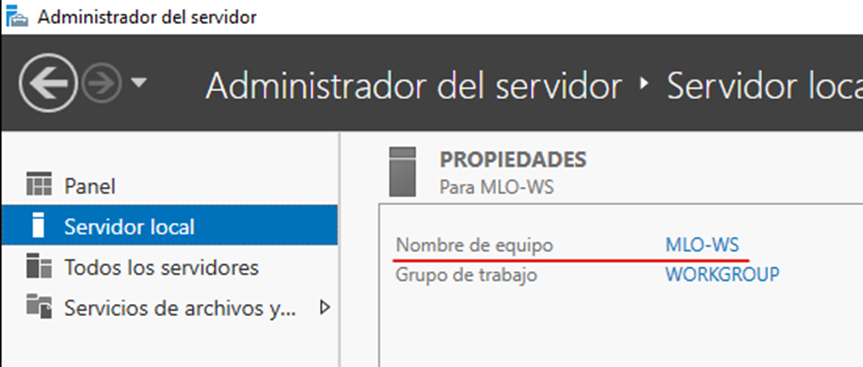 Administrador del servidor
Administrador del servidor ‣ Servidor loca
Panel
Servidor local
Todos los servidores
Servicios de archivos y...
PROPIEDADES
Para MLO-WS
Nombre de equipo MLO-WS
Grupo de trabajo WORKGROUP